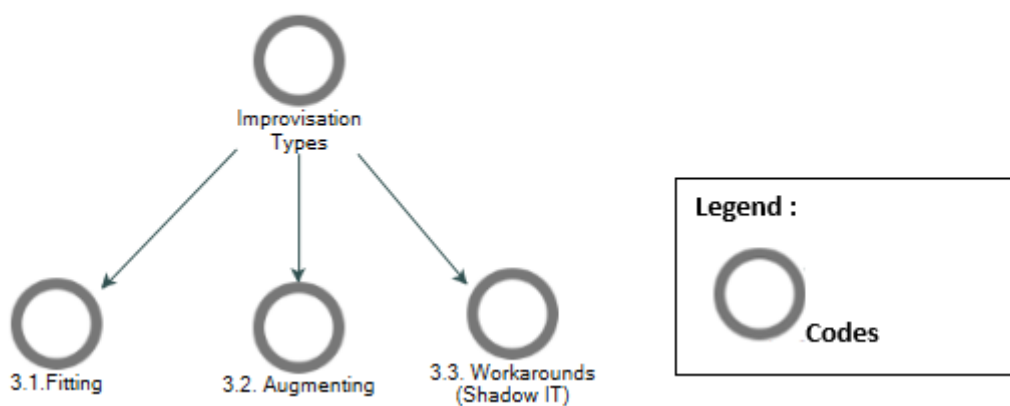 Improvisation
Types
3.1.Fitting
3.2. Augmenting
3.3. Workarounds
(Shadow IT)
Legend :
Codes